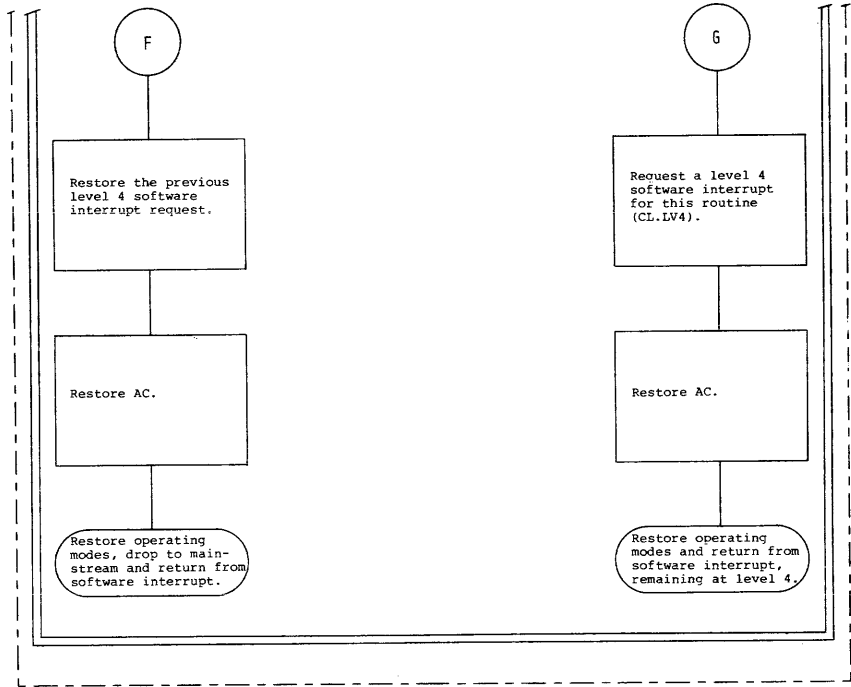 F
Restore the previous
level 4 software
interrupt request.
Restore AC.
Restore operating
modes, drop to main-
stream and return from
software interrupt.
G
Request a level 4
software interrupt
for this routine
(CL.LV4).
Restore AC.
Restore operating
modes and return from
software interrupt,
remaining at level 4.